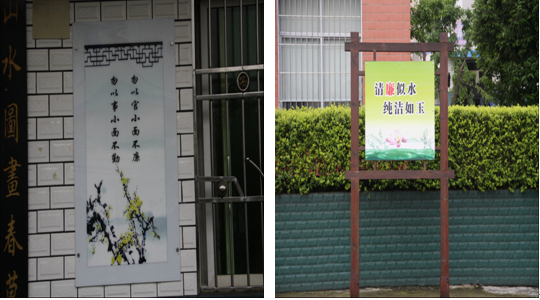 山水圖畫春
勿以官小而不廉
勿以事小而不勤
清廉似水
纯洁如玉